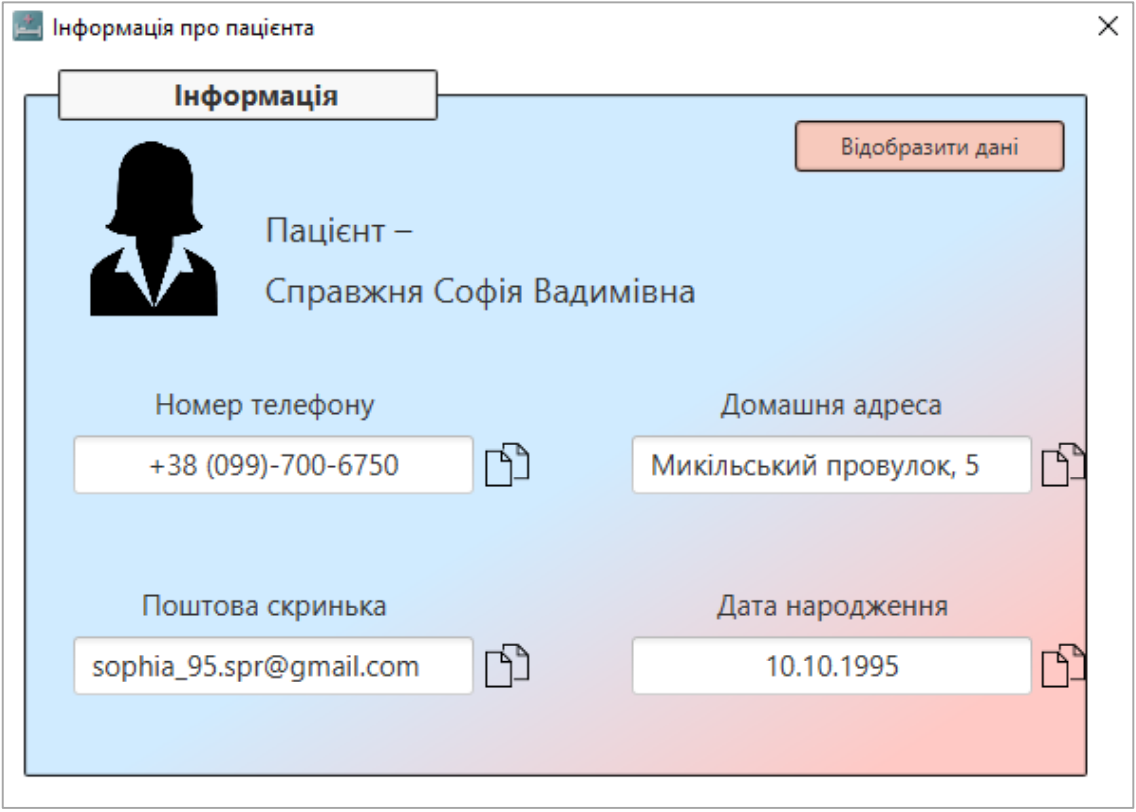 Інформація про пацієнта
Інформація
Відобразити дані
Пацієнт –
Справжня Софія Вадимівна
Номер телефону
Домашня адреса
+38 (099)-700-6750
Микільський провулок, 5
Поштова скринька
Дата народження
sophia_95.spr@gmail.com
10.10.1995